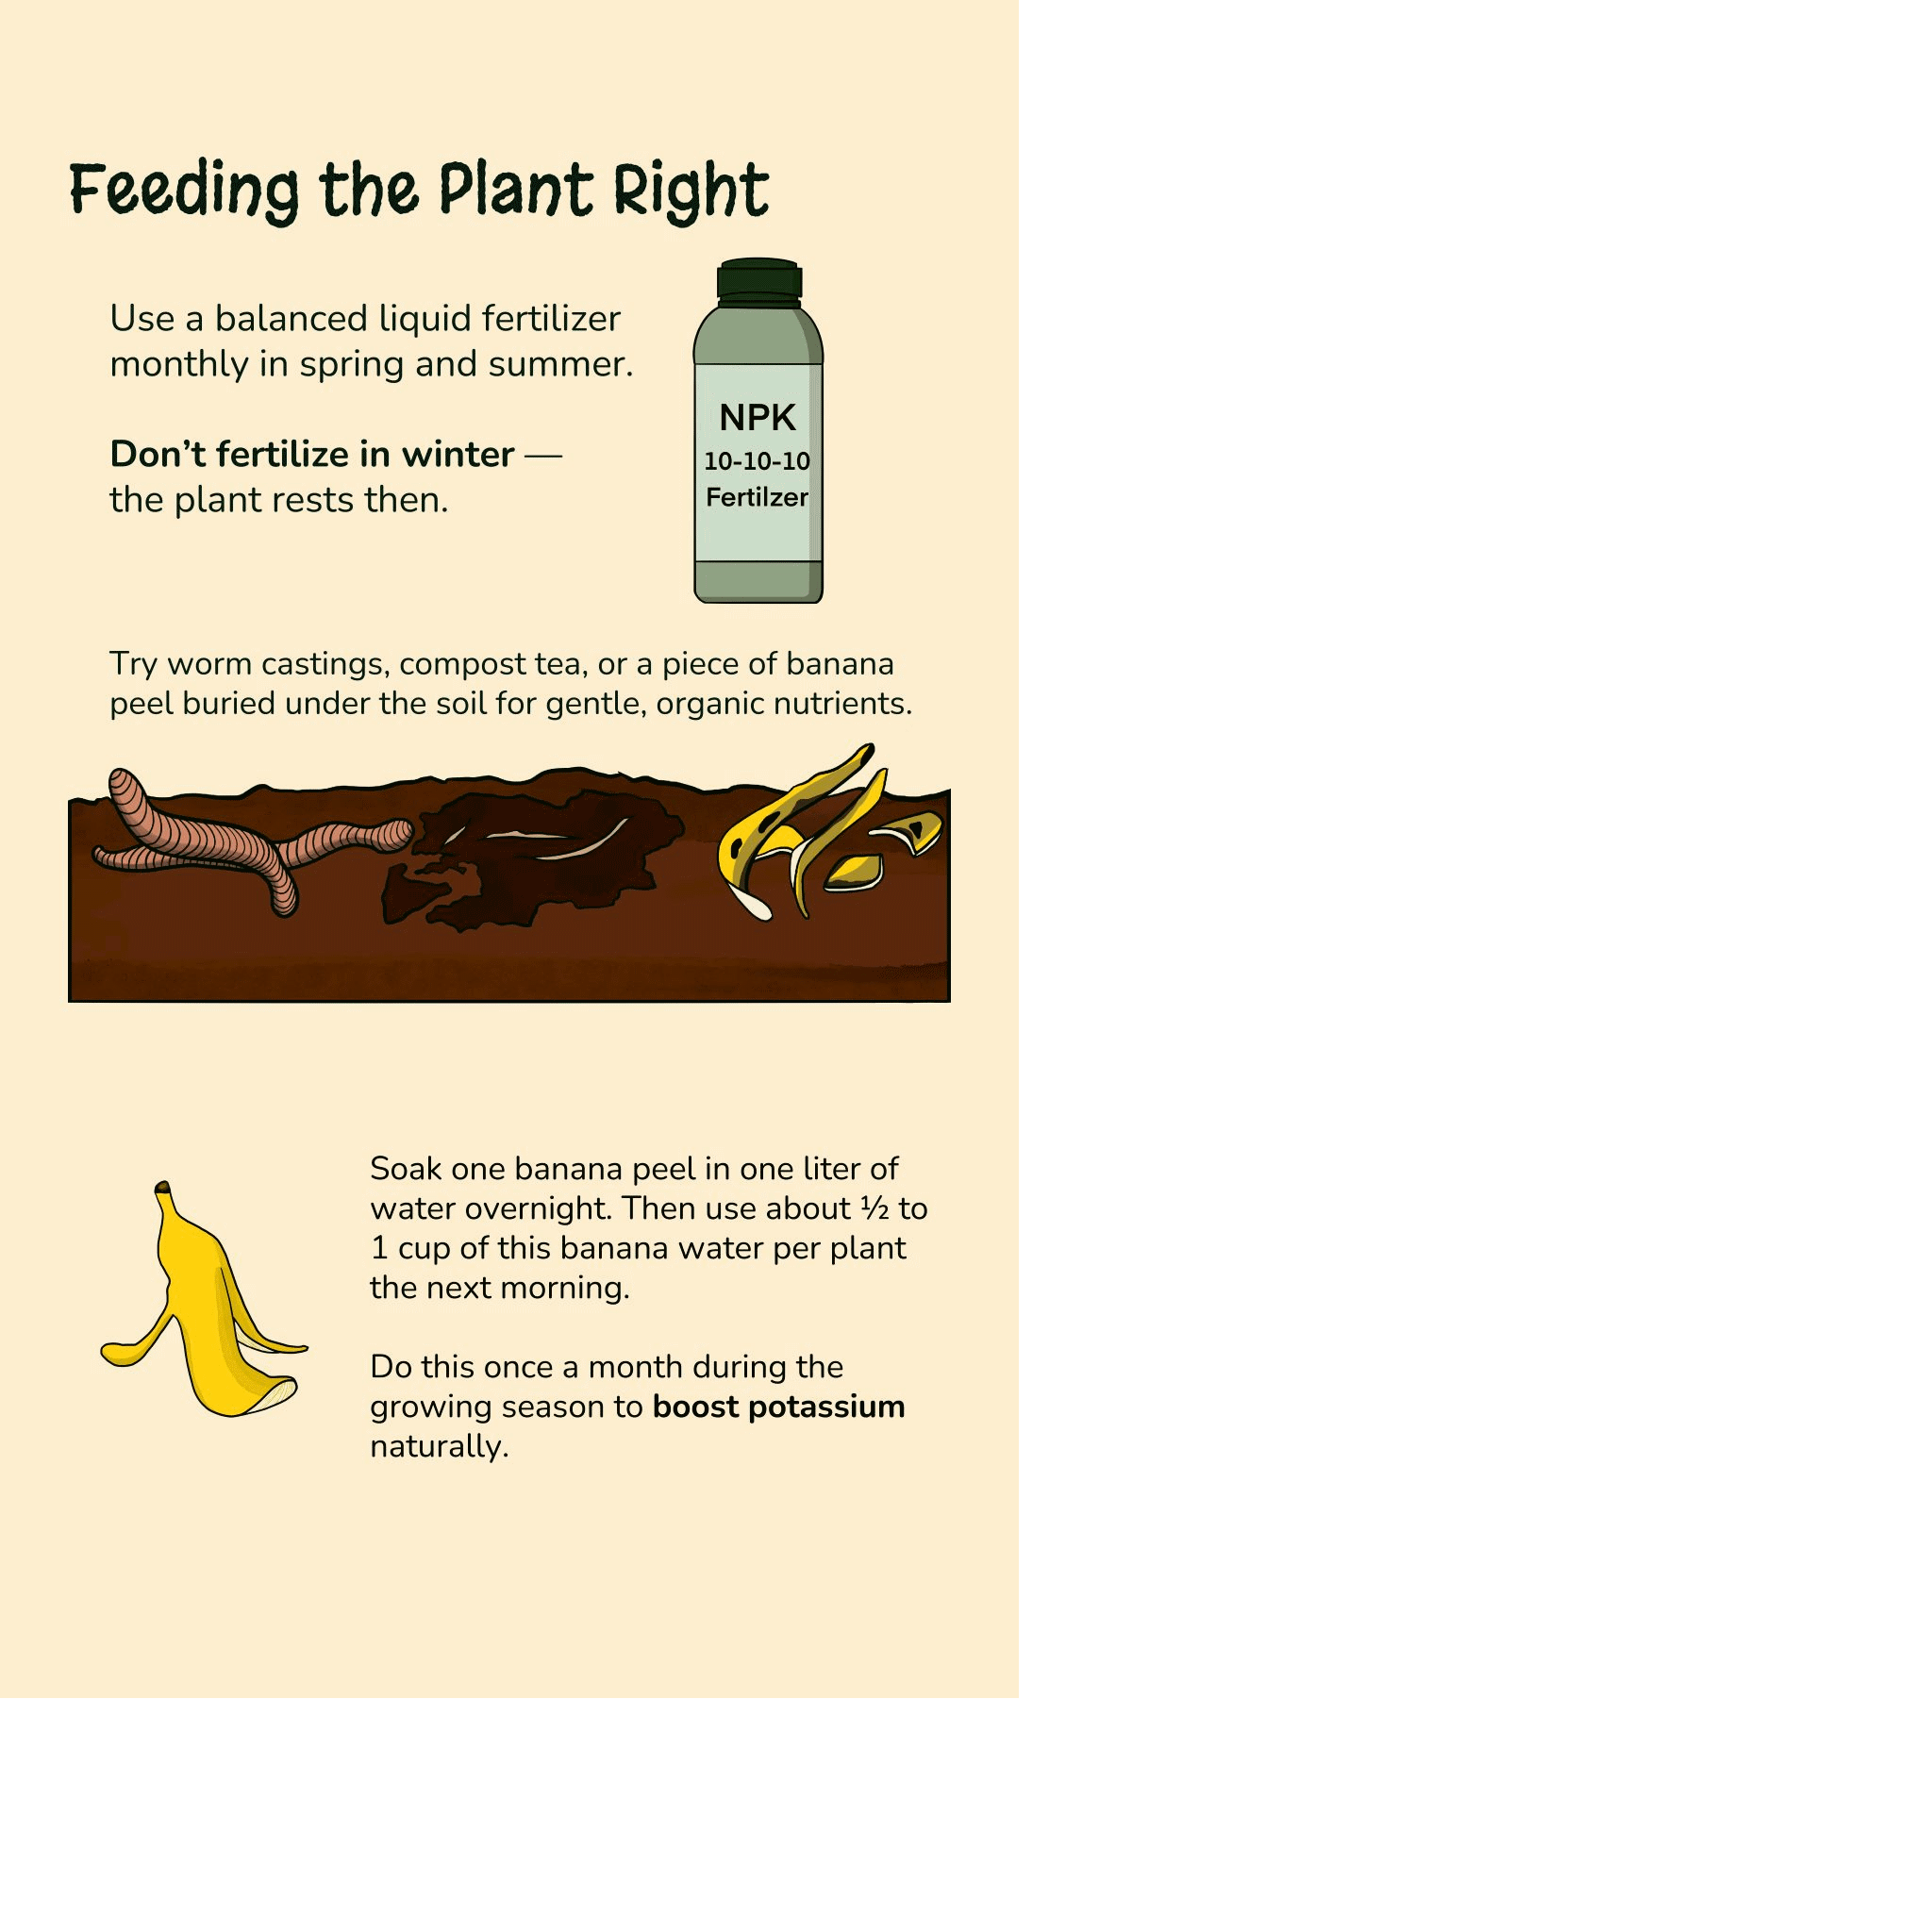 Feeding the Plant Right
Use a balanced liquid fertilizer
monthly in spring and summer.
Don’t fertilize in winter —
the plant rests then.
NPK
10-10-10
Fertilzer
Try worm castings, compost tea, or a piece of banana
peel buried under the soil for gentle, organic nutrients.
Soak one banana peel in one liter of
water overnight. Then use about ½ to
1 cup of this banana water per plant
the next morning.
Do this once a month during the
growing season to boost potassium
naturally.